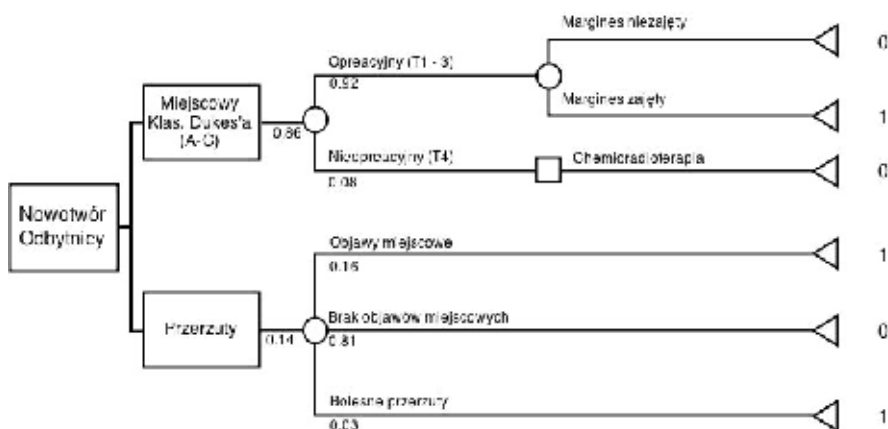 Margines niezajęty
0
Opreacyjny (T1 - 3)
0.92
Miejscowy
Klas. Dukes'a
(A-C)
0.86
Margines zajęty
1
Nieopreacyjny (T4)
0.08
Chemioradioterapia
0
Nowotwór
Odbytnicy
Objawy miejscowe
0.16
1
Przerzuty
0.14
Brak objawów miejscowych
0.81
0
Bolesne przerzuty
0.03
1